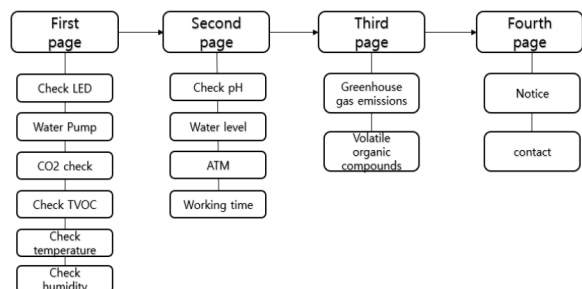 First
page
Second
page
Third
page
Fourth
page
Check LED
Water Pump
CO2 check
Check TVOC
Check
temperature
Check
humidity
Check pH
Water level
ATM
Working time
Greenhouse
gas emissions
Volatile
organic
compounds
Notice
contact